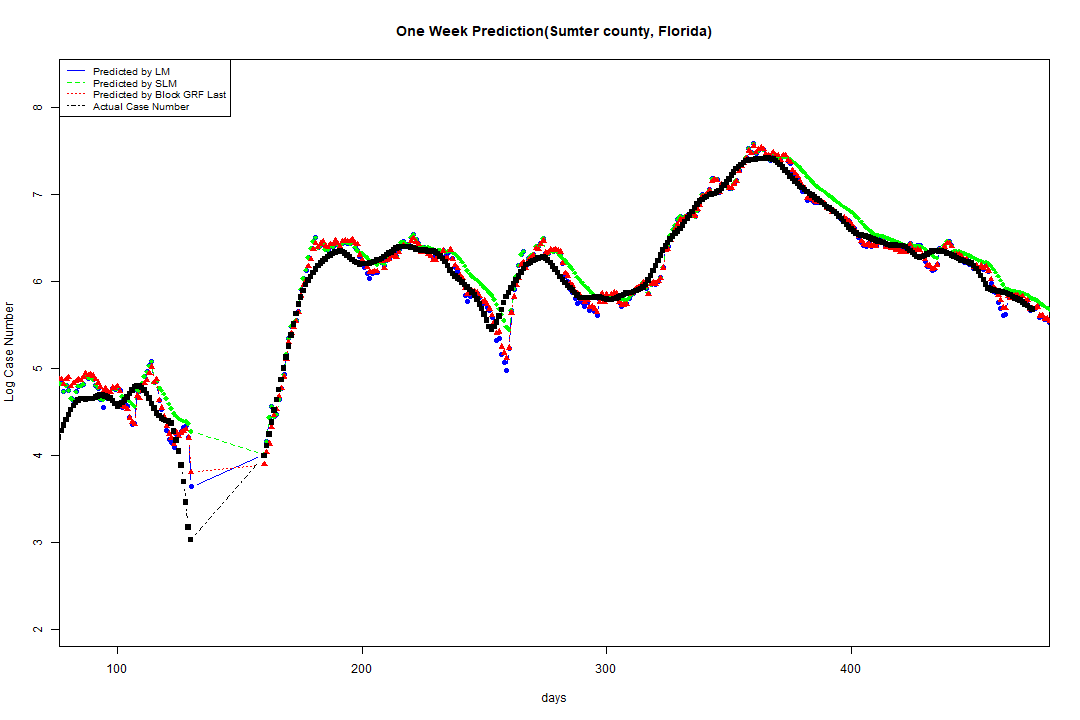 One Week Prediction(Sumter county, Florida)
Predicted by LM
Predicted by SLM
Predicted by Block GRF Last
Actual Case Number
8
7
6
5
4
3
2
Log Case Number
100 200 300 400
days